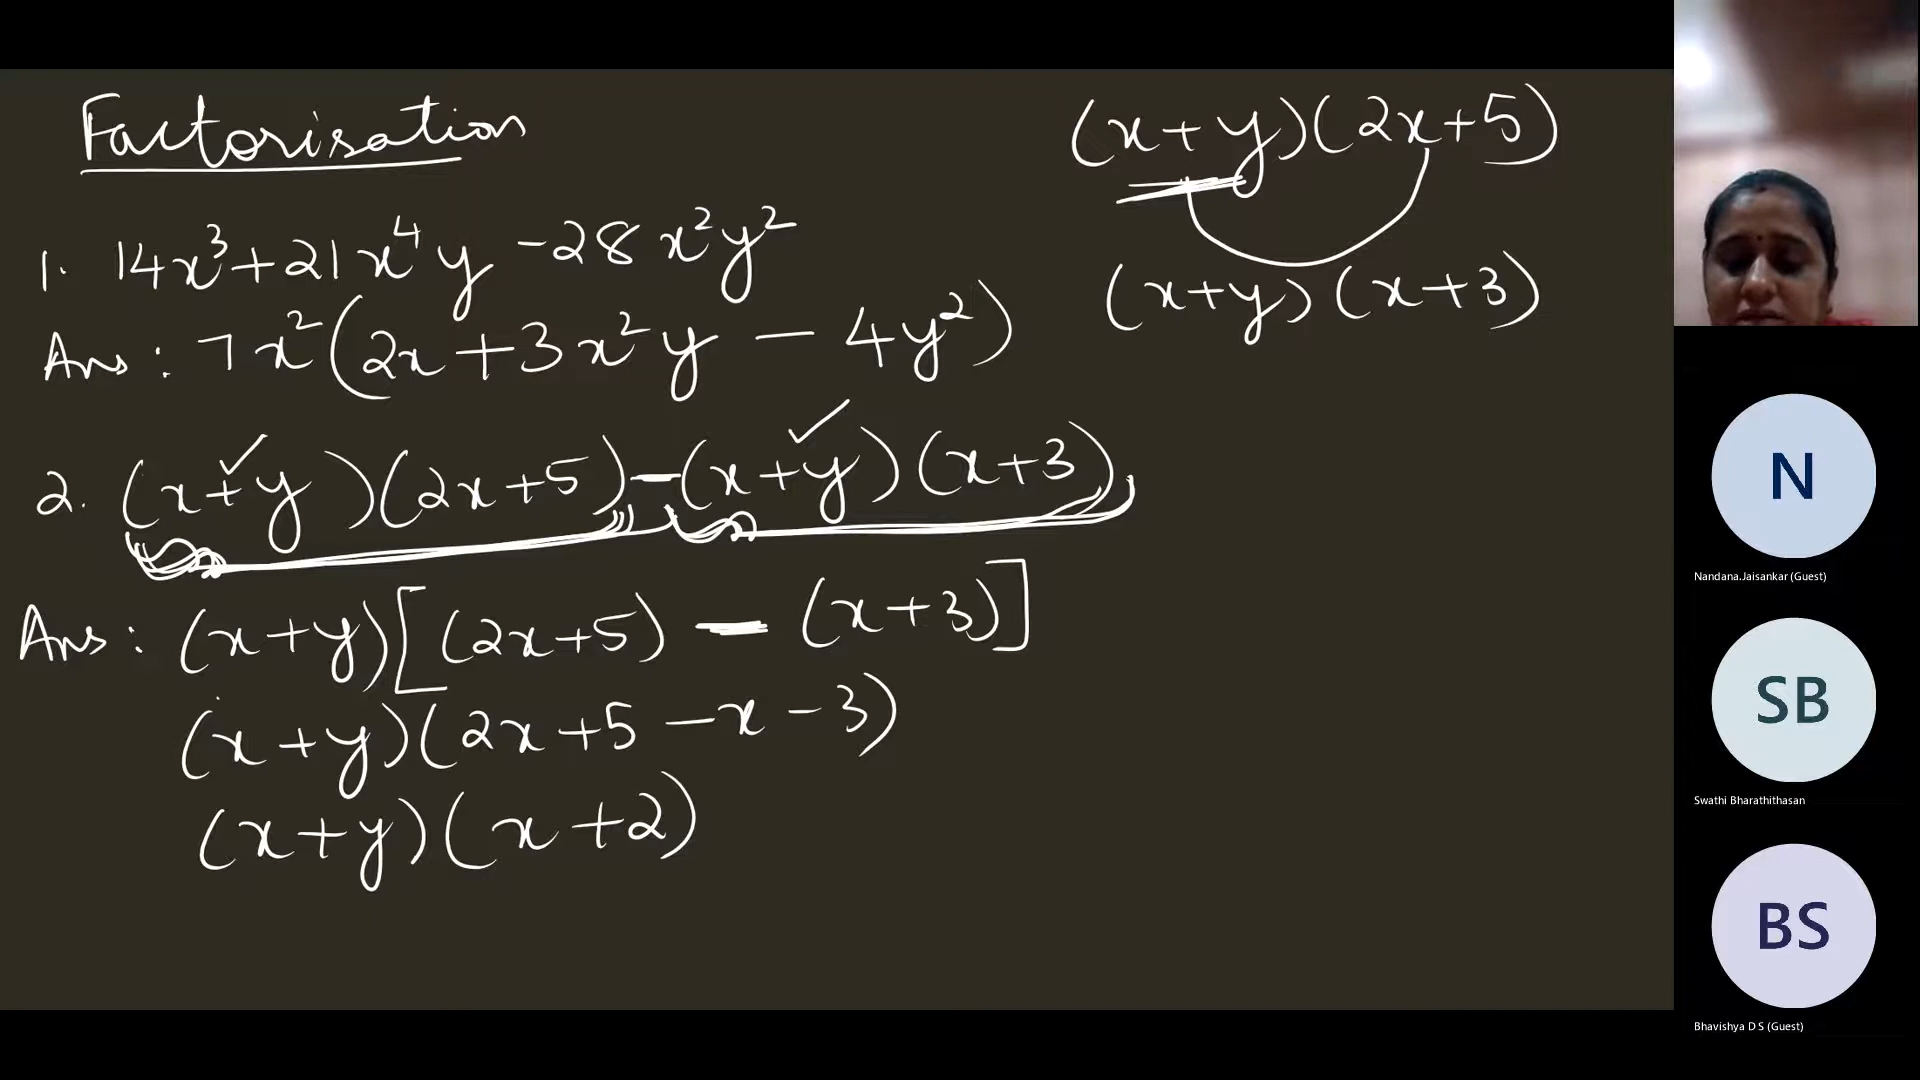 Factorisation
1. 14x³+21x⁴y -28x²y²
Ans: 7x²(2x+3x²y - 4y²)
2. (x+y)(2x+5)-(x+y)(x+3)
Ans: (x+y)[(2x+5) - (x+3)]
(x+y)(2x+5-x-3)
(x+y)(x+2)
(x+y)(2x+5)
(x+y)(x+3)
N
Nandana.Jaisankar (Guest)
SB
Swathi Bharathithasan
BS
Bhavishya D S (Guest)